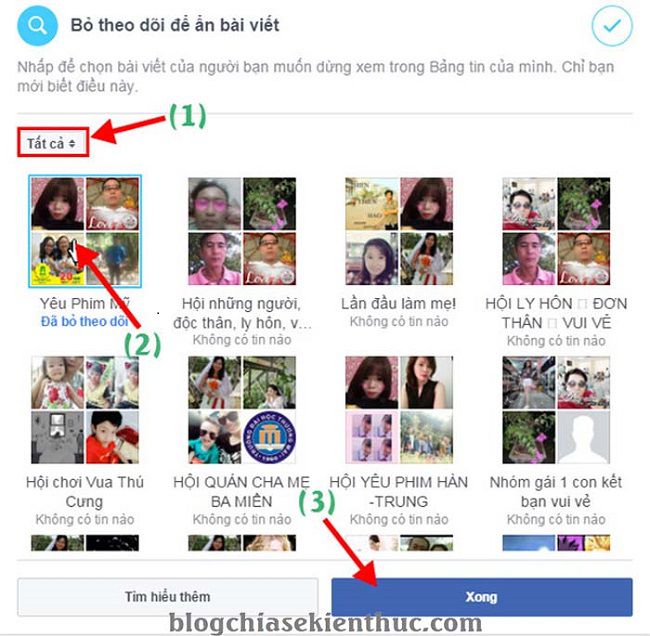 Bỏ theo dõi để ẩn bài viết
Nhấp để chọn bài viết của người bạn muốn dừng xem trong Bảng tin của mình. Chỉ bạn
mới biết điều này.
(1)
Tất cả
Yêu Phim Mỹ
Đã bỏ theo dõi
(2)
Hội những người,
độc thân, ly hôn, v...
Không có tin nào
Lần đầu làm mẹ!
Không có tin nào
HỘI LY HÔN □ ĐƠN
THÂN □ VUI VẺ
Không có tin nào
Hội chơi Vua Thú
Cưng
Không có tin nào
HỘI QUÁN CHA MẸ
BA MIỀN
Không có tin nào
HỘI YÊU PHIM HÀN
-TRUNG
Không có tin nào
Nhóm gái 1 con kết
bạn vui vẻ
Không có tin nào
(3)
Tìm hiểu thêm
Xong
blogchiasekienthuc.com